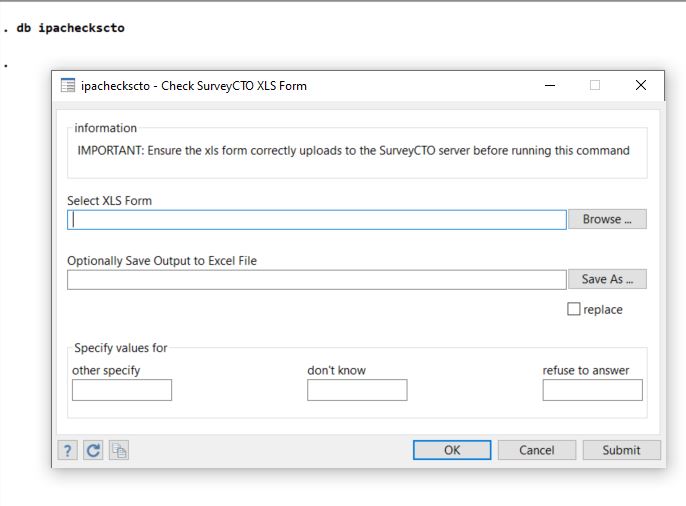 . db ipacheckscto
.
ipacheckscto - Check SurveyCTO XLS Form
information
IMPORTANT: Ensure the xls form correctly uploads to the SurveyCTO server before running this command
Select XLS Form
Browse ...
Optionally Save Output to Excel File
Save As ...
replace
Specify values for
other specify don't know refuse to answer
? OK Cancel Submit